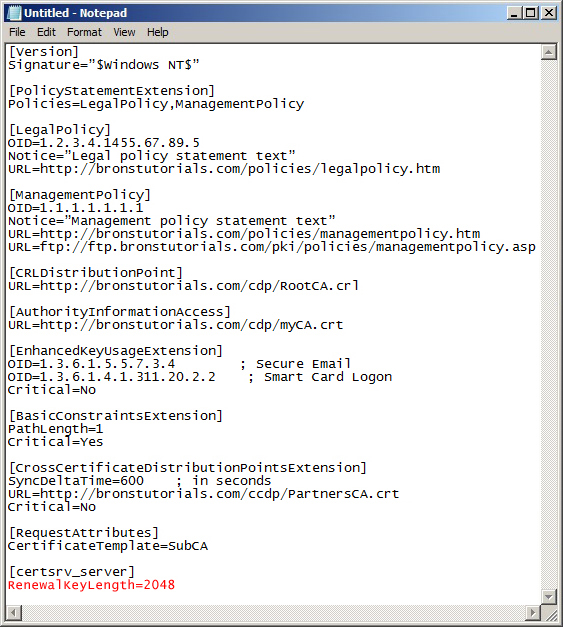 Untitled - Notepad
File Edit Format View Help
[Version]
Signature="$Windows NT$"
[PolicyStatementExtension]
Policies=LegalPolicy,ManagementPolicy
[LegalPolicy]
OID=1.2.3.4.1455.67.89.5
Notice="Legal policy statement text"
URL=http://bronstutorials.com/policies/legalpolicy.htm
[ManagementPolicy]
OID=1.1.1.1.1.1.1
Notice="Management policy statement text"
URL=http://bronstutorials.com/policies/managementpolicy.htm
URL=ftp://ftp.bronstutorials.com/pki/policies/managementpolicy.asp
[CRLDistributionPoint]
URL=http://bronstutorials.com/cdp/RootCA.crl
[AuthorityInformationAccess]
URL=http://bronstutorials.com/cdp/myCA.crt
[EnhancedKeyUsageExtension]
OID=1.3.6.1.5.5.7.3.4 ; Secure Email
OID=1.3.6.1.4.1.311.20.2.2 ; Smart Card Logon
Critical=No
[BasicConstraintsExtension]
PathLength=1
Critical=Yes
[CrossCertificateDistributionPointsExtension]
SyncDeltaTime=600 ; in seconds
URL=http://bronstutorials.com/ccdp/PartnersCA.crt
Critical=No
[RequestAttributes]
CertificateTemplate=SubCA
[certsrv_server]
RenewalKeyLength=2048